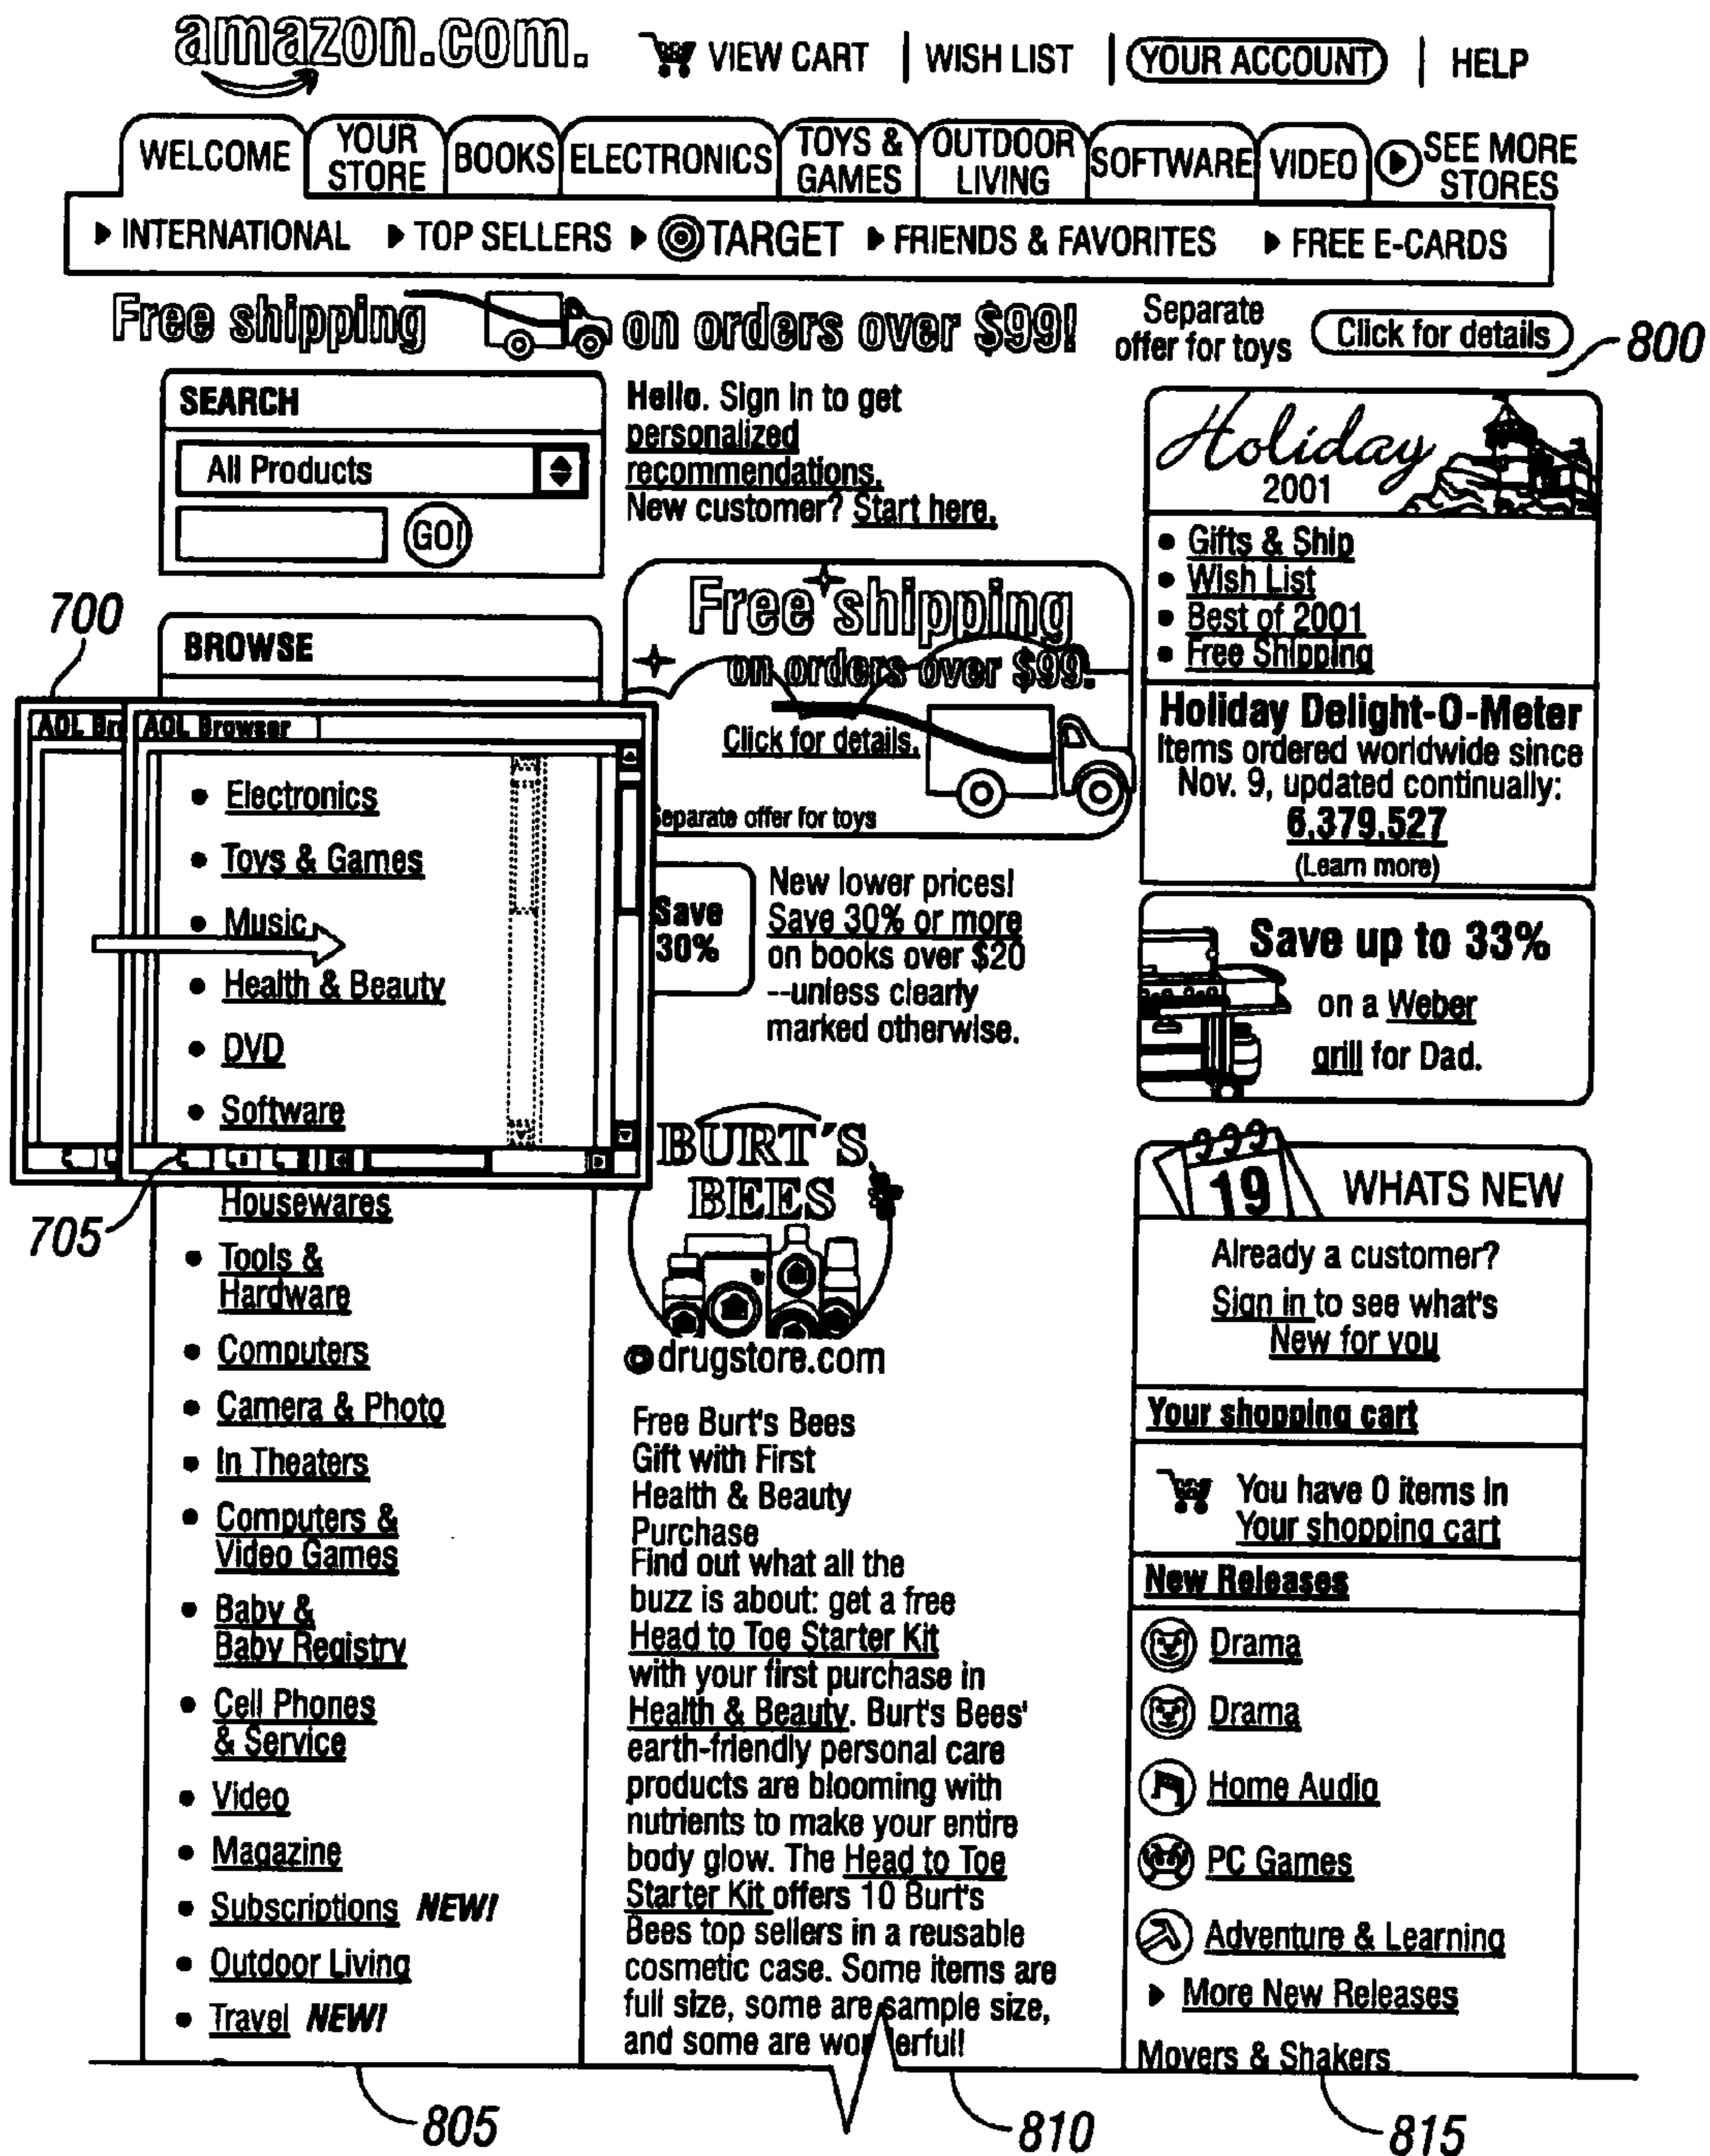 amazon.com.
VIEW CART | WISH LIST | YOUR ACCOUNT | HELP
WELCOME
YOUR
STORE
BOOKS
ELECTRONICS
TOYS &
GAMES
OUTDOOR
LIVING
SOFTWARE
VIDEO
SEE MORE
STORES
INTERNATIONAL
TOP SELLERS
TARGET
FRIENDS & FAVORITES
FREE E-CARDS
Free shipping on orders over $99!
Separate
offer for toys
Click for details
800
SEARCH
All Products
GO!
700
BROWSE
AOL Bro
AOL Browser
• Electronics
• Toys & Games
• Music
• Health & Beauty
• DVD
• Software
705
Housewares
• Tools &
Hardware
• Computers
• Camera & Photo
• In Theaters
• Computers &
Video Games
• Baby &
Baby Registry
• Cell Phones
& Service
• Video
• Magazine
• Subscriptions NEW!
• Outdoor Living
• Travel NEW!
805
Hello. Sign in to get
personalized
recommendations.
New customer? Start here.
Free shipping
on orders over $99.
Click for details.
eparate offer for toys
Save
30%
New lower prices!
Save 30% or more
on books over $20
--unless clearly
marked otherwise.
BURT'S
BEES
drugstore.com
Free Burt's Bees
Gift with First
Health & Beauty
Purchase
Find out what all the
buzz is about: get a free
Head to Toe Starter Kit
with your first purchase in
Health & Beauty. Burt's Bees'
earth-friendly personal care
products are blooming with
nutrients to make your entire
body glow. The Head to Toe
Starter Kit offers 10 Burt's
Bees top sellers in a reusable
cosmetic case. Some items are
full size, some are sample size,
and some are wonderful!
810
Holiday
2001
• Gifts & Ship
• Wish List
• Best of 2001
• Free Shipping
Holiday Delight-O-Meter
Items ordered worldwide since
Nov. 9, updated continually:
6,379,527
(Learn more)
Save up to 33%
on a Weber
grill for Dad.
19
WHATS NEW
Already a customer?
Sign in to see what's
New for you
Your shopping cart
You have 0 items in
Your shopping cart
New Releases
Drama
Drama
Home Audio
PC Games
Adventure & Learning
More New Releases
Movers & Shakers
815